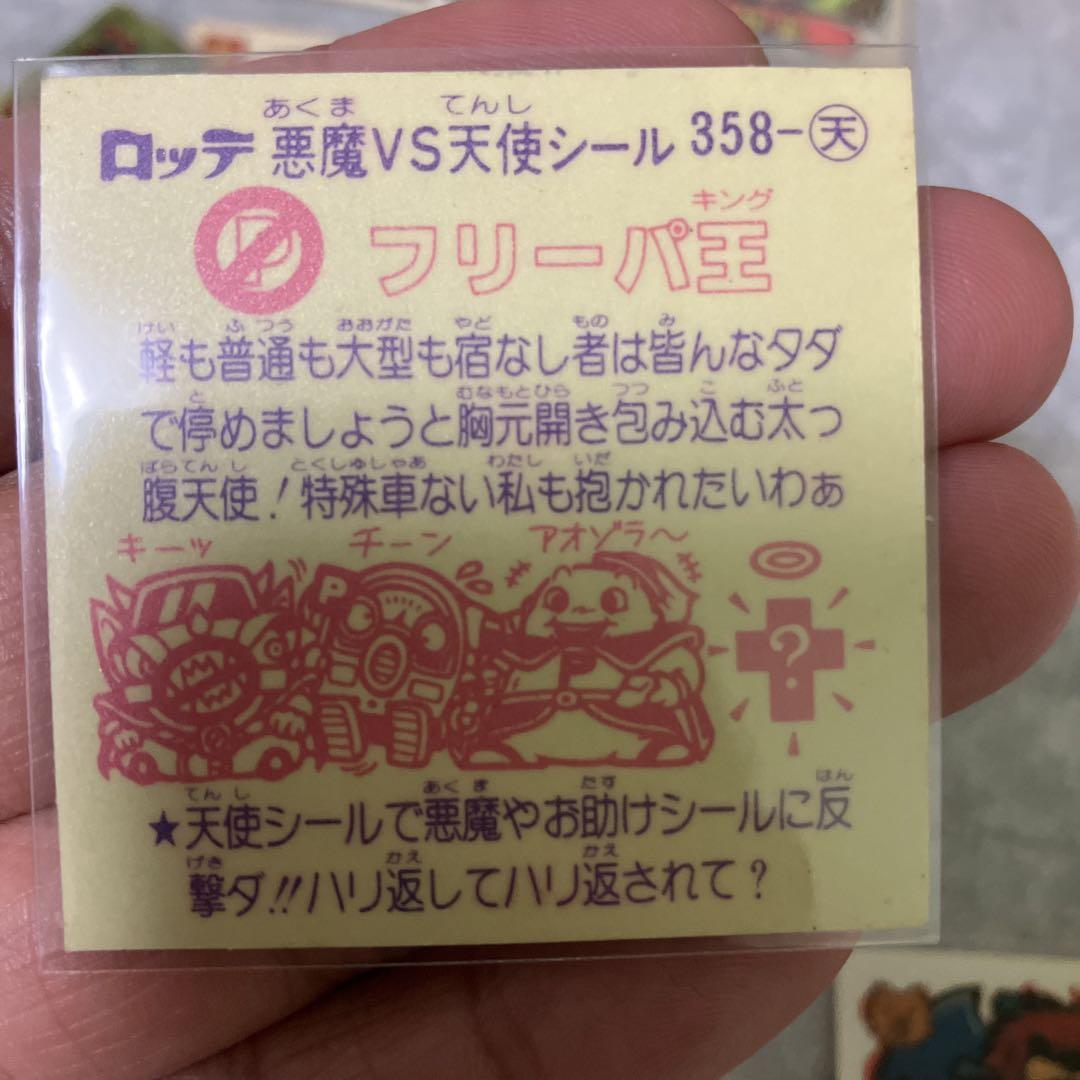 あくま てんし
ロッテ 悪魔VS天使シール 358-天
キング
フリーパ王
けい ふつう おおがた やど もの み
軽も普通も大型も宿なし者は皆んなタダ
と むなもとひら つつ こ ふと
で停めましょうと胸元開き包み込む太っ
ぱらてんし とくしゅしゃあ わたし いだ
腹天使！特殊車ない私も抱かれたいわぁ
キーッ チーン アオゾラ〜
P
P
?
てんし あくま たす はん
★天使シールで悪魔やお助けシールに反
げき かえ かえ
撃ダ!!ハリ返してハリ返されて？